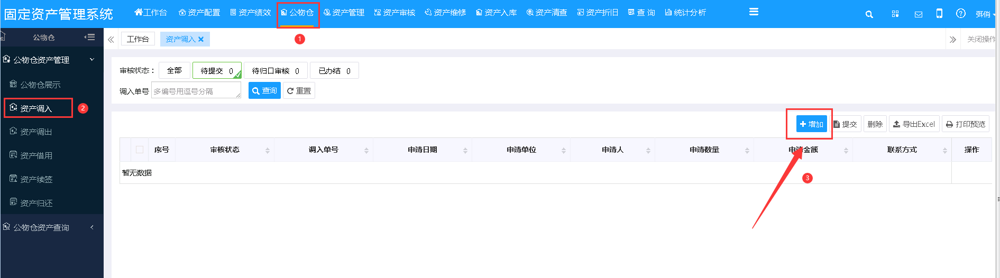 固定资产管理系统 工作台 资产配置 资产绩效 公物仓 资产管理 资产审核 资产维修 资产入库 资产清查 资产折旧 查 询 统计分析
公物仓 工作台 资产调入 1 关闭操作
公物仓资产管理
审核状态： 全部 待提交 0 待归口审核 0 已办结 0
公物仓展示
调入单号 多编号用逗号分隔 查询 重置
资产调入 2
增加 提交 删除 导出Excel 打印预览
资产调出
序号 审核状态 调入单号 申请日期 申请单位 申请人 申请数量 申请金额 联系方式 操作
资产借用
暂无数据
资产续签 3
资产归还
公物仓资产查询